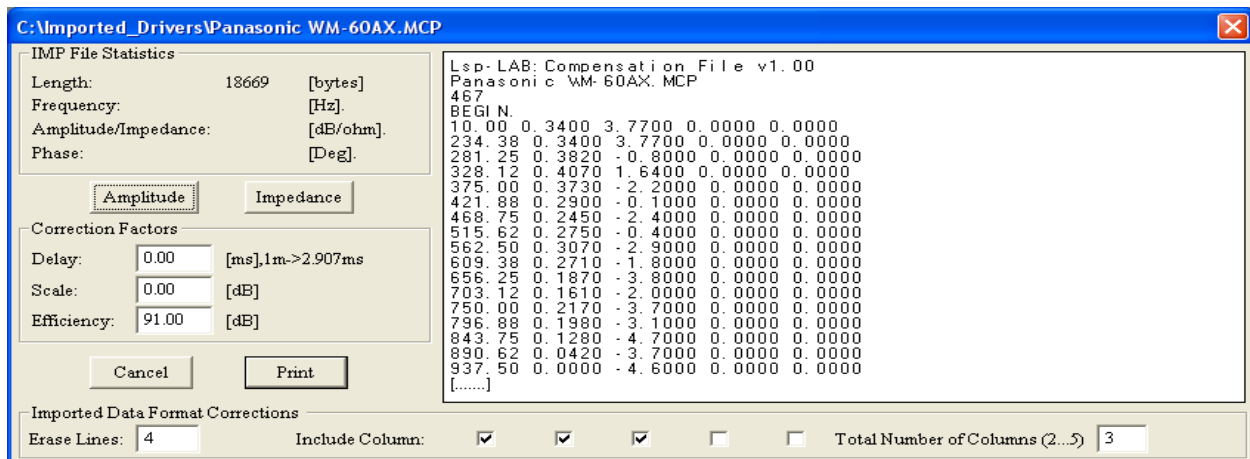 C:\Imported_Drivers\Panasonic WM-60AX.MCP
IMP File Statistics
Length: 18669 [bytes]
Frequency: [Hz].
Amplitude/Impedance: [dB/ohm].
Phase: [Deg].
Amplitude Impedance
Correction Factors
Delay: 0.00 [ms],1m->2.907ms
Scale: 0.00 [dB]
Efficiency: 91.00 [dB]
Cancel Print
Lsp-LAB:Compensation File v1.00
Panasonic WM-60AX.MCP
467
BEGIN.
10.00 0.3400 3.7700 0.0000 0.0000
234.38 0.3400 3.7700 0.0000 0.0000
281.25 0.3820 -0.8000 0.0000 0.0000
328.12 0.4070 1.6400 0.0000 0.0000
375.00 0.3730 -2.2000 0.0000 0.0000
421.88 0.2900 -0.1000 0.0000 0.0000
468.75 0.2450 -2.4000 0.0000 0.0000
515.62 0.2750 -0.4000 0.0000 0.0000
562.50 0.3070 -2.9000 0.0000 0.0000
609.38 0.2710 -1.8000 0.0000 0.0000
656.25 0.1870 -3.8000 0.0000 0.0000
703.12 0.1610 -2.0000 0.0000 0.0000
750.00 0.2170 -3.7000 0.0000 0.0000
796.88 0.1980 -3.1000 0.0000 0.0000
843.75 0.1280 -4.7000 0.0000 0.0000
890.62 0.0420 -3.7000 0.0000 0.0000
937.50 0.0000 -4.6000 0.0000 0.0000
[.......]
Imported Data Format Corrections
Erase Lines: 4 Include Column: Total Number of Columns (2...5) 3